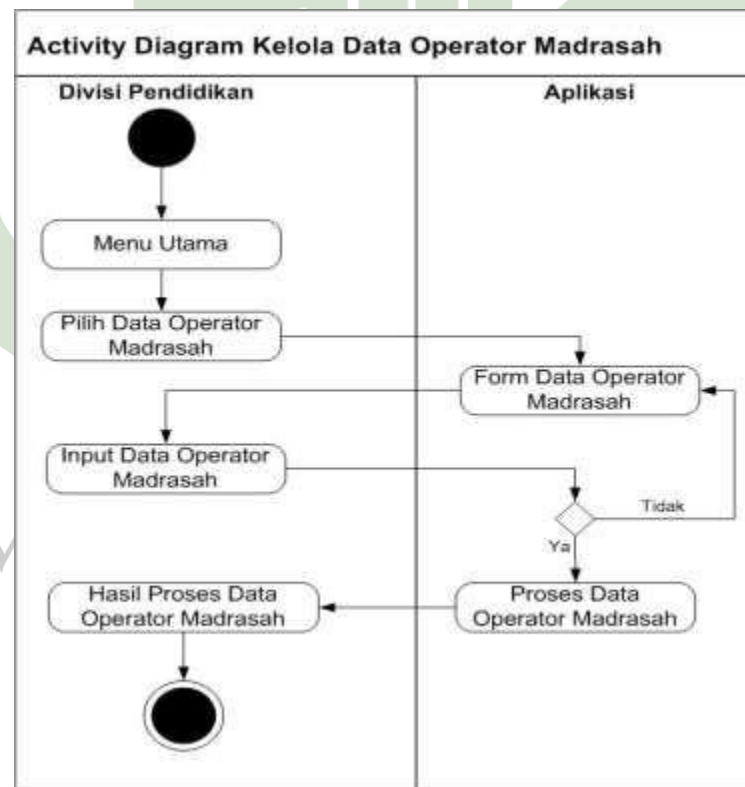 Activity Diagram Kelola Data Operator Madrasah
Divisi Pendidikan
Aplikasi
Menu Utama
Pilih Data Operator
Madrasah
Form Data Operator
Madrasah
Input Data Operator
Madrasah
Tidak
Ya
Hasil Proses Data
Operator Madrasah
Proses Data
Operator Madrasah